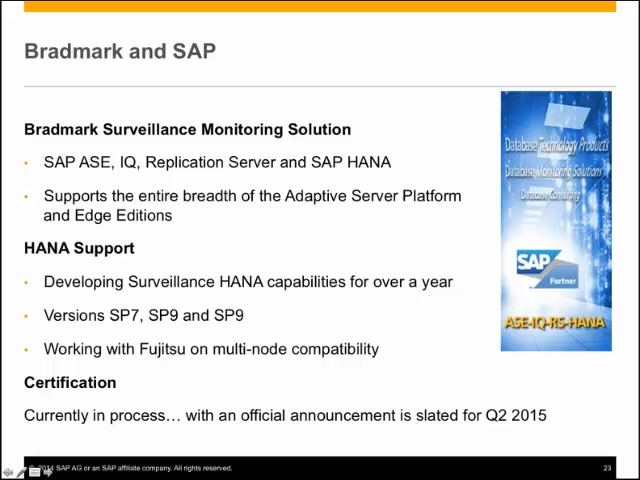 Bradmark and SAP
Bradmark Surveillance Monitoring Solution
• SAP ASE, IQ, Replication Server and SAP HANA
• Supports the entire breadth of the Adaptive Server Platform
and Edge Editions
HANA Support
• Developing Surveillance HANA capabilities for over a year
• Versions SP7, SP9 and SP9
• Working with Fujitsu on multi-node compatibility
Certification
Currently in process… with an official announcement is slated for Q2 2015
Database Technology Products
Database Monitoring Solutions
Database Consulting
SAP
Partner
ASE-IQ-RS-HANA
© 2014 SAP AG or an SAP affiliate company. All rights reserved.
23